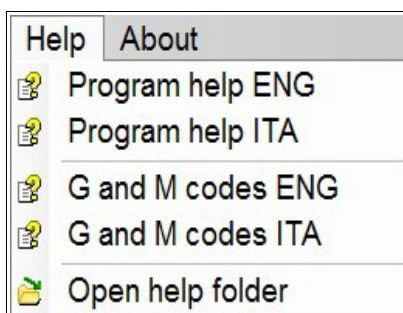 Help About
Program help ENG
Program help ITA
G and M codes ENG
G and M codes ITA
Open help folder